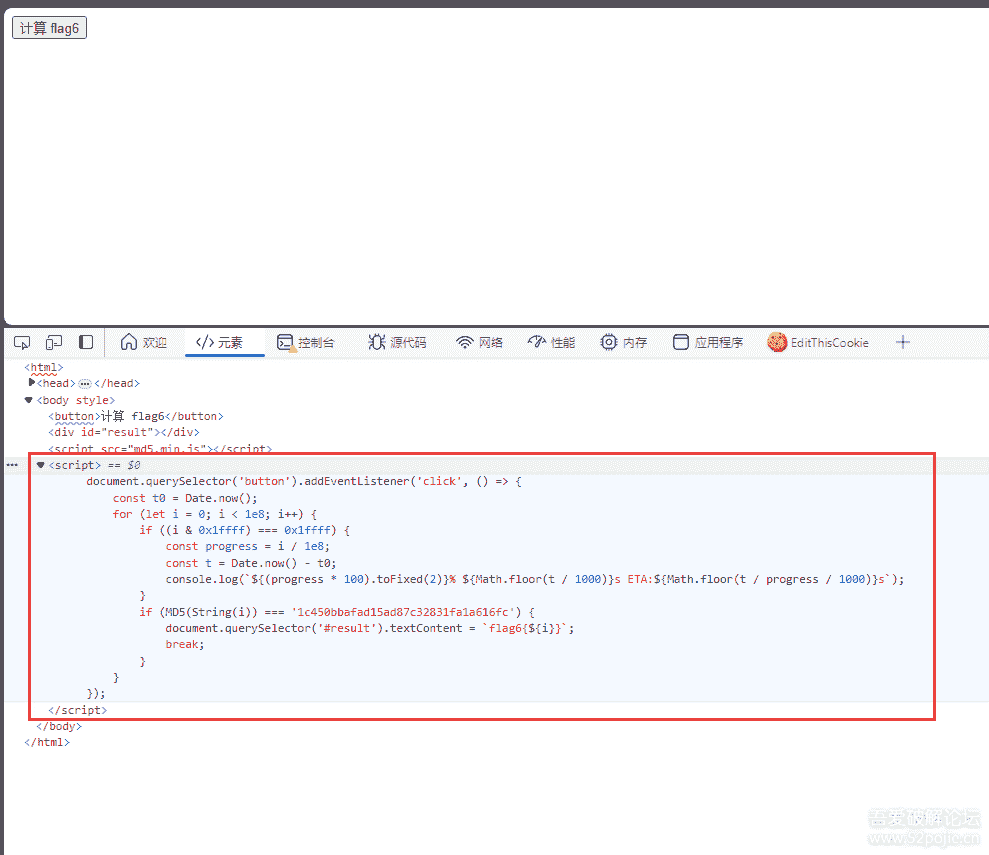 计算 flag6
欢迎 </> 元素 控制台 源代码 网络 性能 内存 应用程序 EditThisCookie
<html>
<head> </head>
<body style>
<button>计算 flag6</button>
<div id="result"></div>
<script src="md5.min.js"></script>
<script> == $0
document.querySelector('button').addEventListener('click', () => {
const t0 = Date.now();
for (let i = 0; i < 1e8; i++) {
if ((i & 0x1ffff) === 0x1ffff) {
const progress = i / 1e8;
const t = Date.now() - t0;
console.log(`${(progress * 100).toFixed(2)}% ${Math.floor(t / 1000)}s ETA:${Math.floor(t / progress / 1000)}s`);
}
if (MD5(String(i)) === '1c450bbafad15ad87c32831fa1a616fc') {
document.querySelector('#result').textContent = `flag6{${i}}`;
break;
}
}
});
</script>
</body>
</html>
吾爱破解论坛
www.52pojie.cn